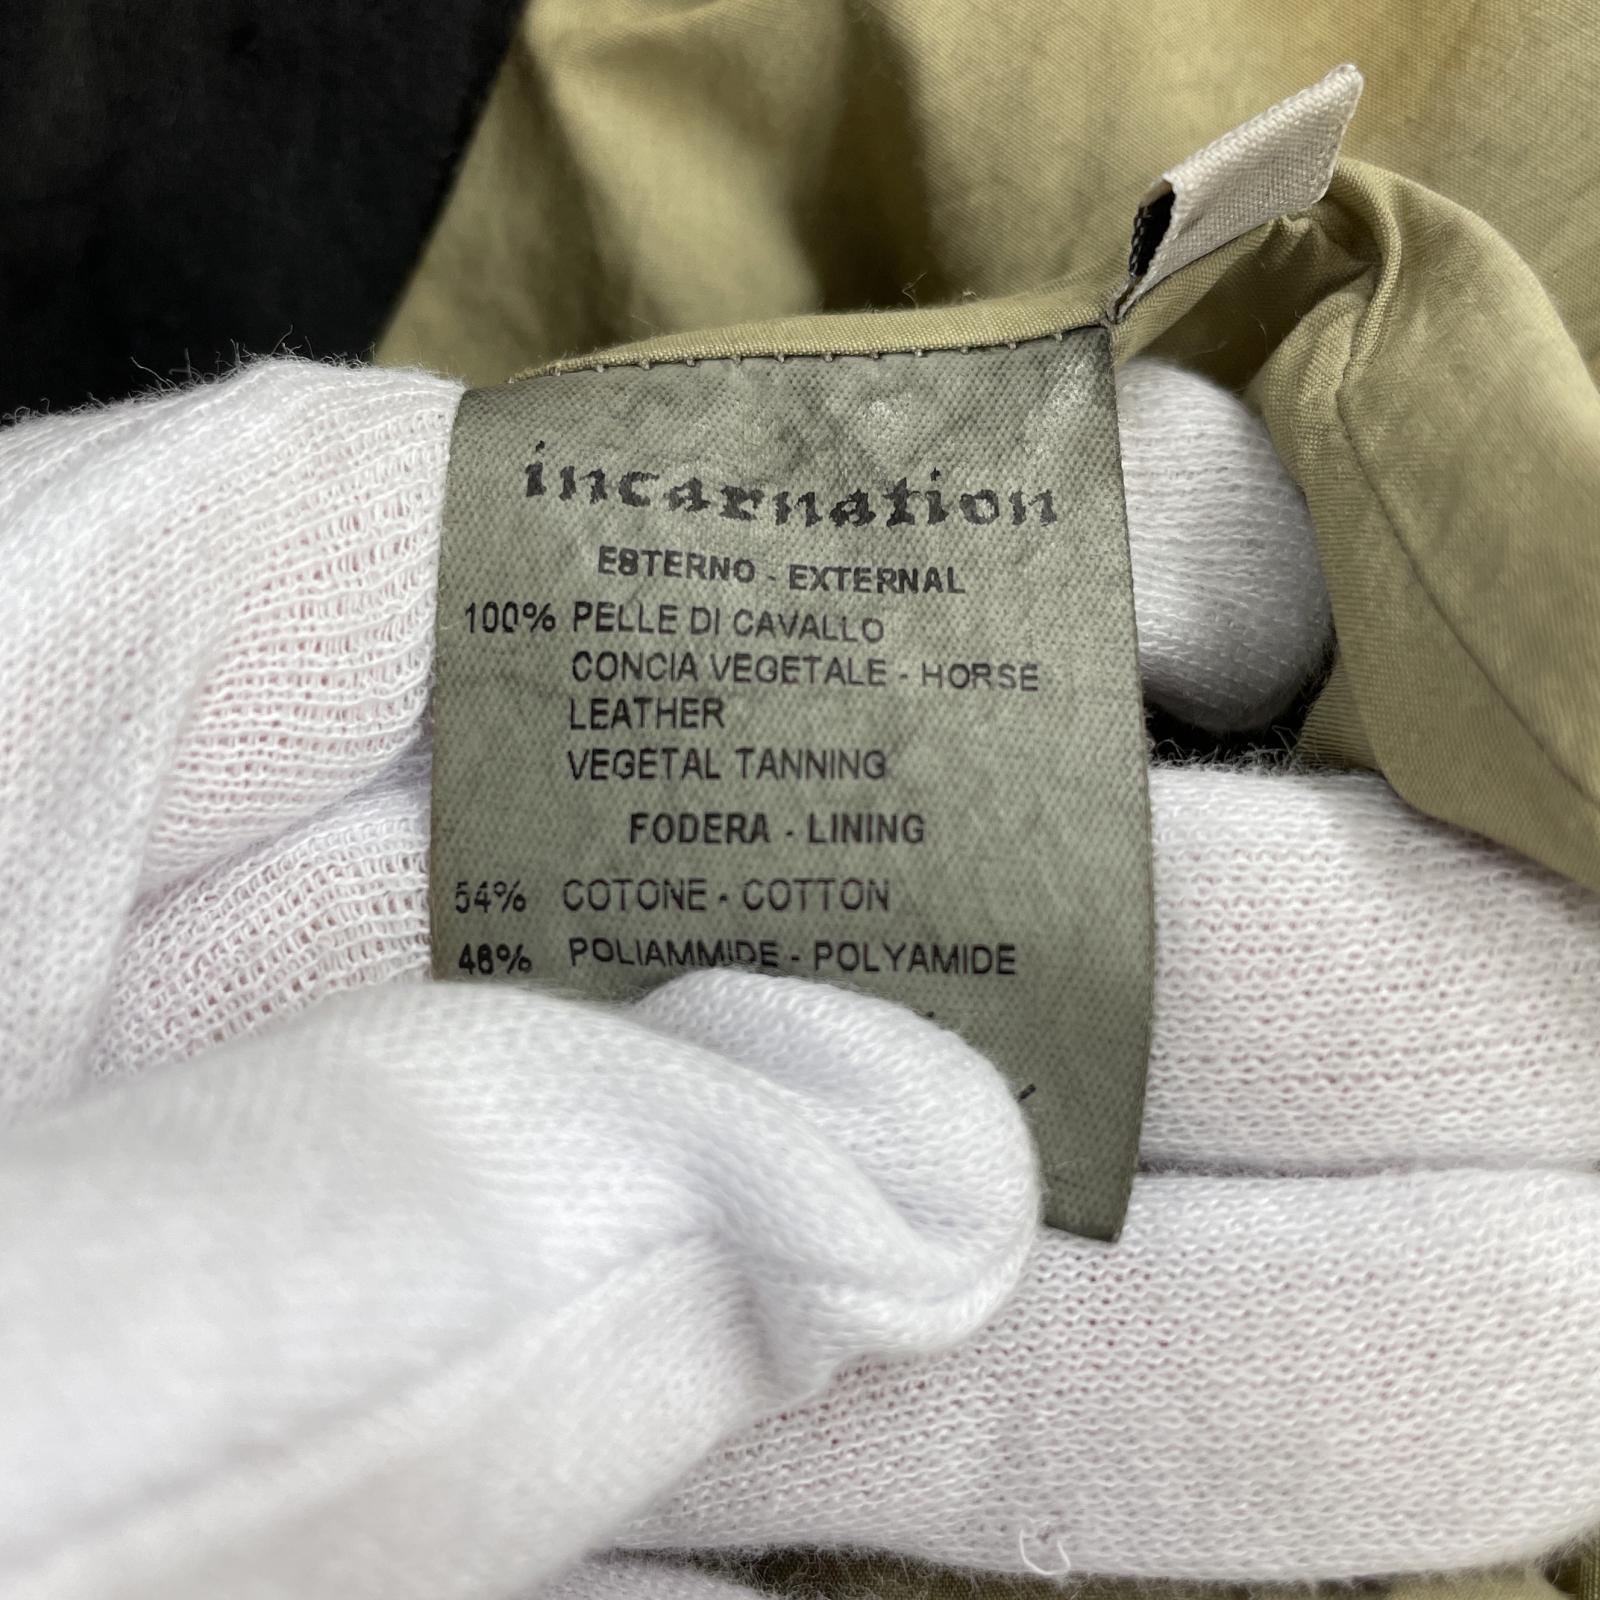 incarnation
ESTERNO - EXTERNAL
100% PELLE DI CAVALLO
CONCIA VEGETALE - HORSE
LEATHER
VEGETAL TANNING
FODERA - LINING
54% COTONE - COTTON
46% POLIAMMIDE - POLYAMIDE